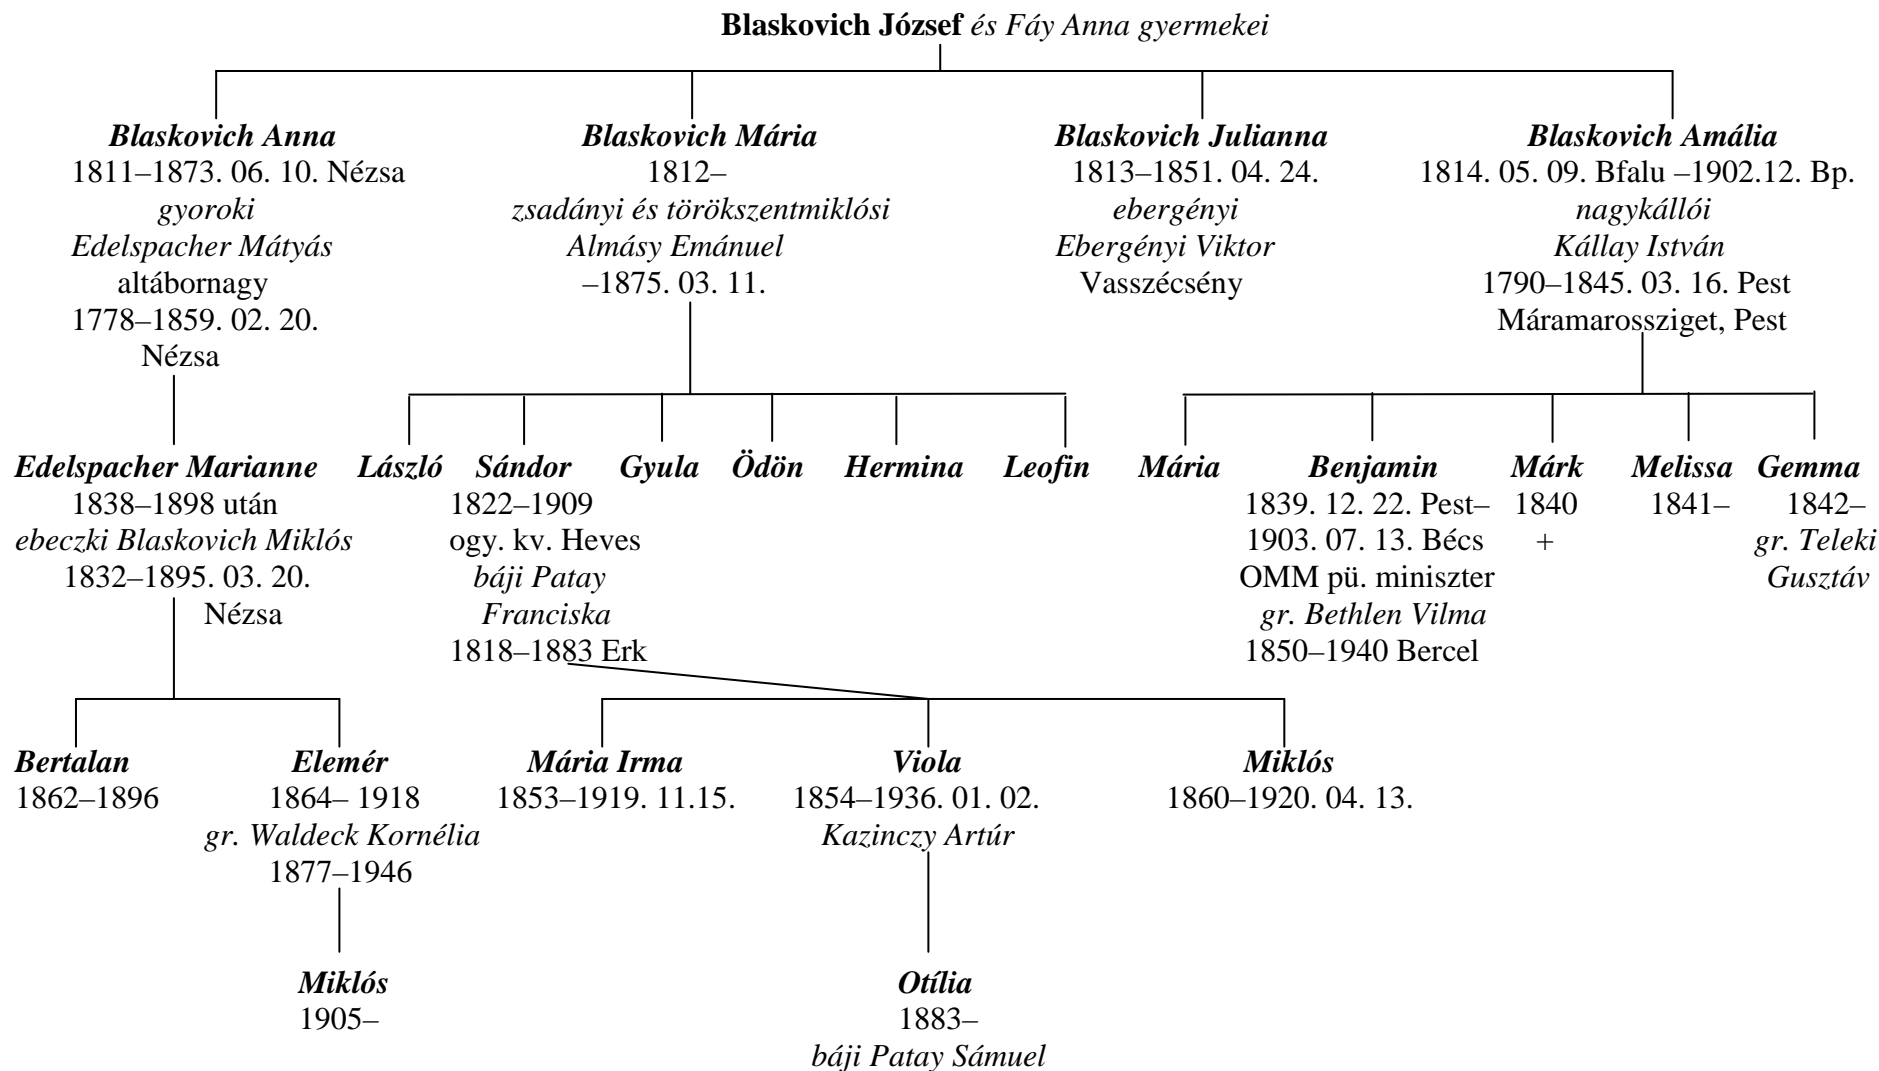 Blaskovich József és Fáy Anna gyermekei
Blaskovich Anna
1811–1873. 06. 10. Nézsa
gyoroki
Edelspacher Mátyás
altábornagy
1778–1859. 02. 20.
Nézsa
Blaskovich Mária
1812–
zsadányi és törökszentmiklósi
Almásy Emánuel
–1875. 03. 11.
Blaskovich Julianna
1813–1851. 04. 24.
ebergényi
Ebergényi Viktor
Vasszécsény
Blaskovich Amália
1814. 05. 09. Bfalu –1902.12. Bp.
nagykállói
Kállay István
1790–1845. 03. 16. Pest
Máramarossziget, Pest
Edelspacher Marianne
1838–1898 után
ebeczki Blaskovich Miklós
1832–1895. 03. 20.
Nézsa
László
Sándor
1822–1909
ogy. kv. Heves
báji Patay
Franciska
1818–1883 Erk
Gyula
Ödön
Hermina
Leofin
Mária
Benjamin
1839. 12. 22. Pest–
1903. 07. 13. Bécs
OMM pü. miniszter
gr. Bethlen Vilma
1850–1940 Bercel
Márk
1840
+
Melissa
1841–
Gemma
1842–
gr. Teleki
Gusztáv
Bertalan
1862–1896
Elemér
1864– 1918
gr. Waldeck Kornélia
1877–1946
Mária Irma
1853–1919. 11.15.
Viola
1854–1936. 01. 02.
Kazinczy Artúr
Miklós
1860–1920. 04. 13.
Miklós
1905–
Otília
1883–
báji Patay Sámuel